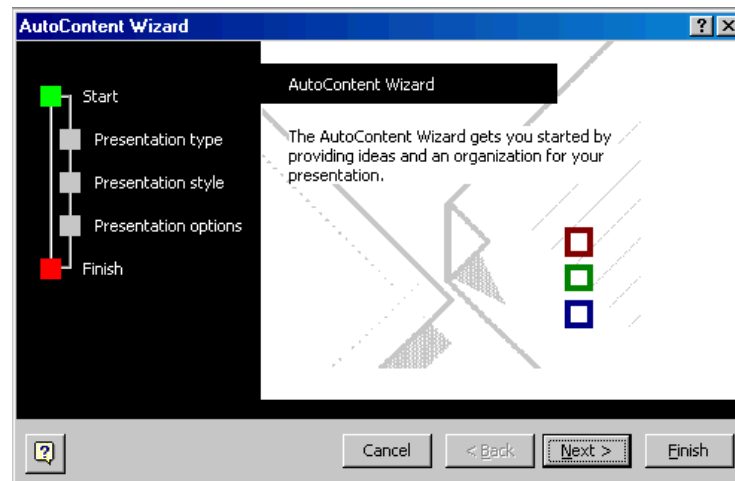 AutoContent Wizard
Start
Presentation type
Presentation style
Presentation options
Finish
AutoContent Wizard
The AutoContent Wizard gets you started by
providing ideas and an organization for your
presentation.
Cancel
< Back
Next >
Finish